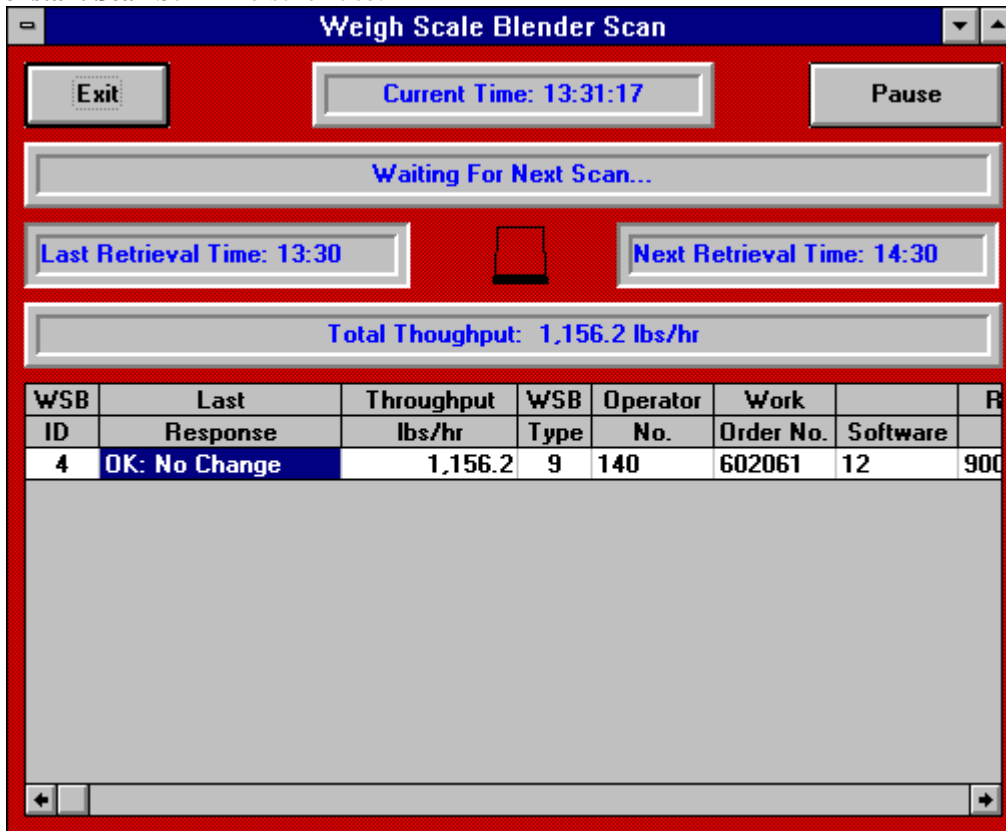 Weigh Scale Blender Scan
Exit
Current Time: 13:31:17
Pause
Waiting For Next Scan...
Last Retrieval Time: 13:30
Next Retrieval Time: 14:30
Total Thoughput: 1,156.2 lbs/hr
WSB Last Throughput WSB Operator Work R
ID Response lbs/hr Type No. Order No. Software
4 OK: No Change 1,156.2 9 140 602061 12 900